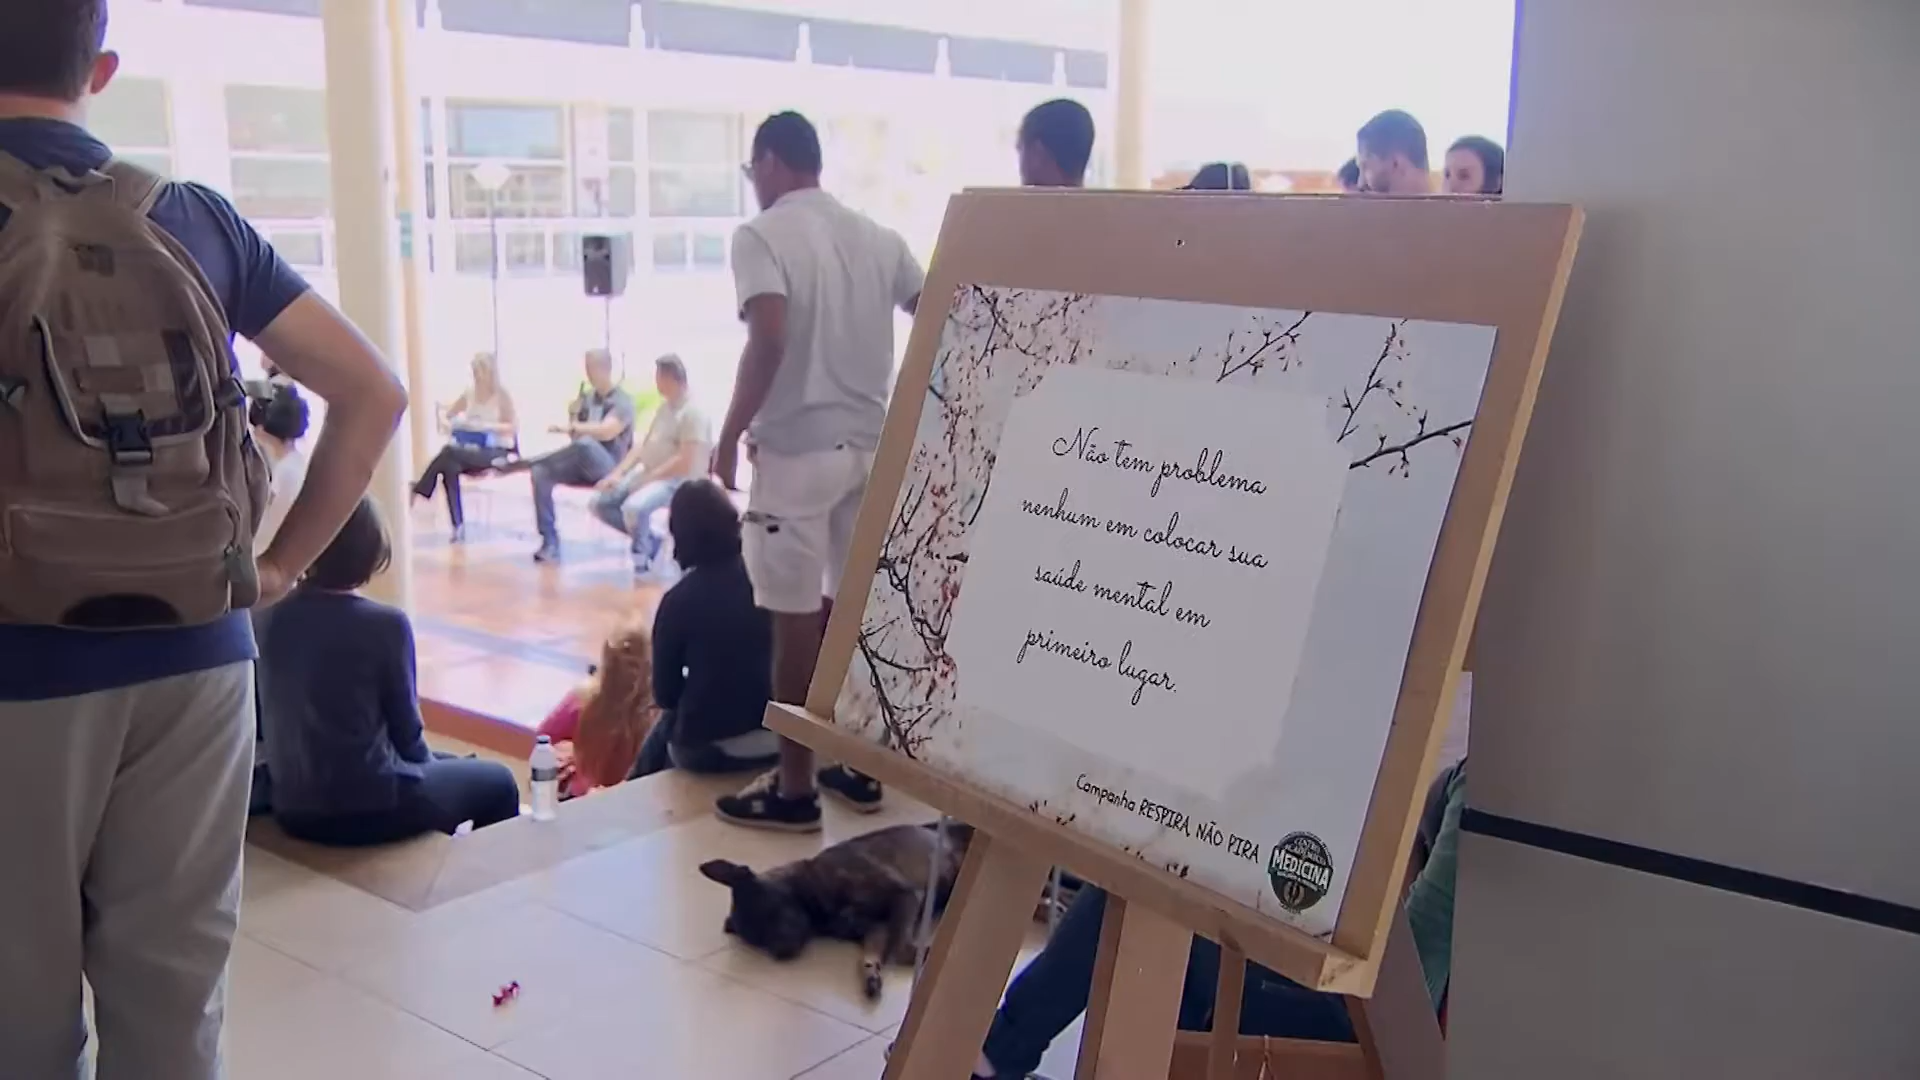 Não tem problema
nenhum em colocar sua
saúde mental em
primeiro lugar.
Campanha RESPIRA, NÃO PIRA
MEDICINA